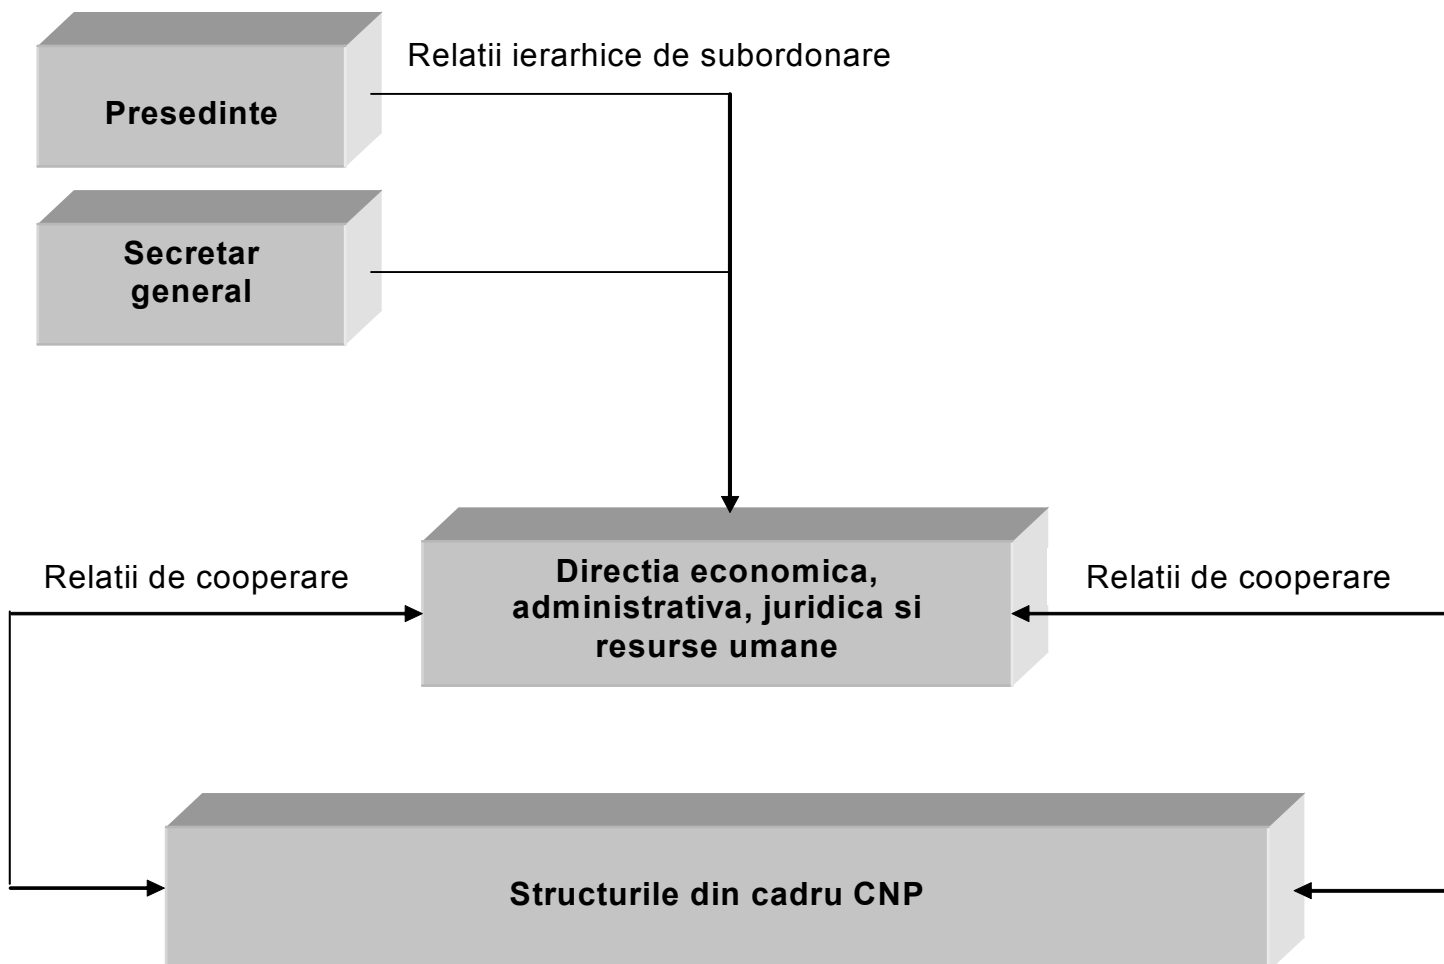 Relatii ierarhice de subordonare
Presedinte
Secretar
general
Relatii de cooperare
Directia economica,
administrativa, juridica si
resurse umane
Relatii de cooperare
Structurile din cadru CNP